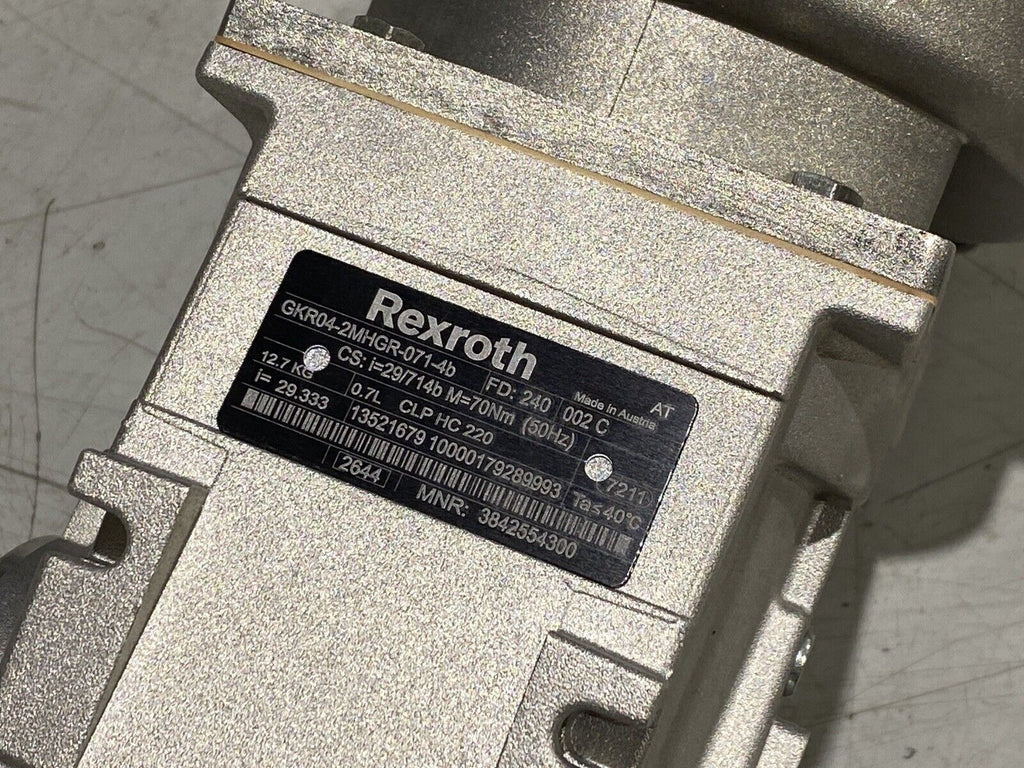 Rexroth
GKR04-2MHGR-071-4b FD: 240 002 C AT
Made in Austria
CS: i=29/714b M=70Nm (50Hz)
12.7 KG 0.7L CLP HC 220 7211
i= 29.333 13521679 10000179289993 Ta≤40°C
2644 MNR: 3842554300